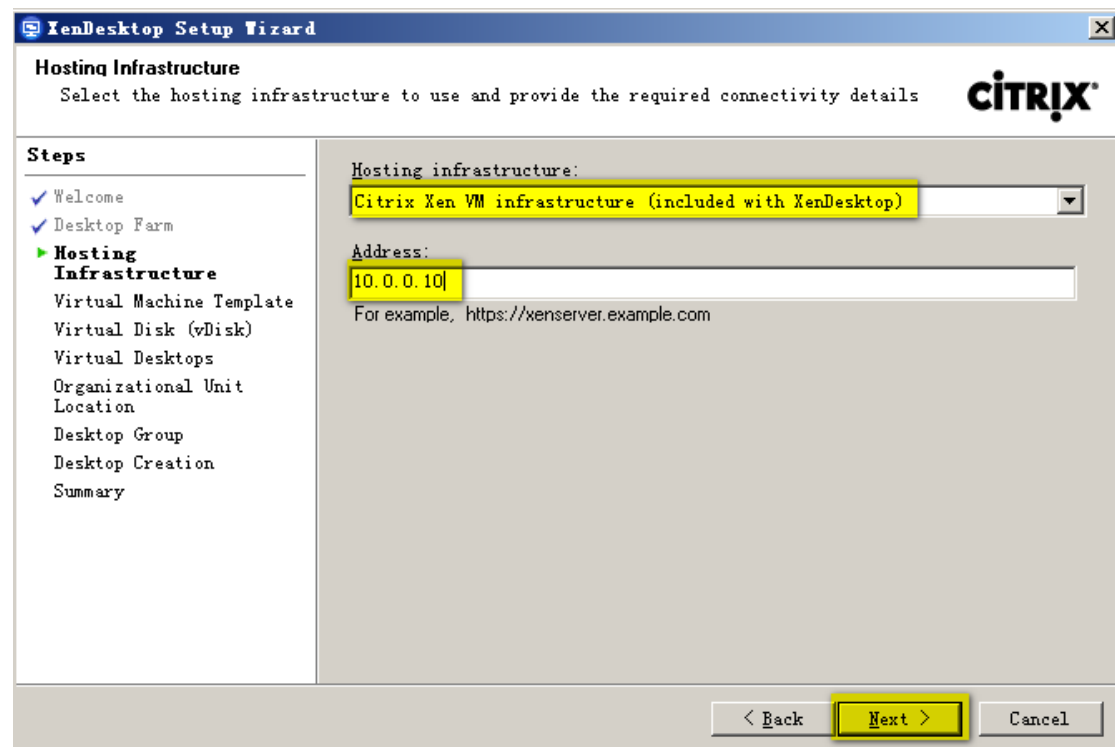 XenDesktop Setup Wizard
Hosting Infrastructure
Select the hosting infrastructure to use and provide the required connectivity details
CITRIX
Steps
Welcome
Desktop Farm
Hosting
Infrastructure
Virtual Machine Template
Virtual Disk (vDisk)
Virtual Desktops
Organizational Unit
Location
Desktop Group
Desktop Creation
Summary
Hosting infrastructure:
Citrix Xen VM infrastructure (included with XenDesktop)
Address:
10.0.0.10
For example, https://xenserver.example.com
< Back
Next >
Cancel